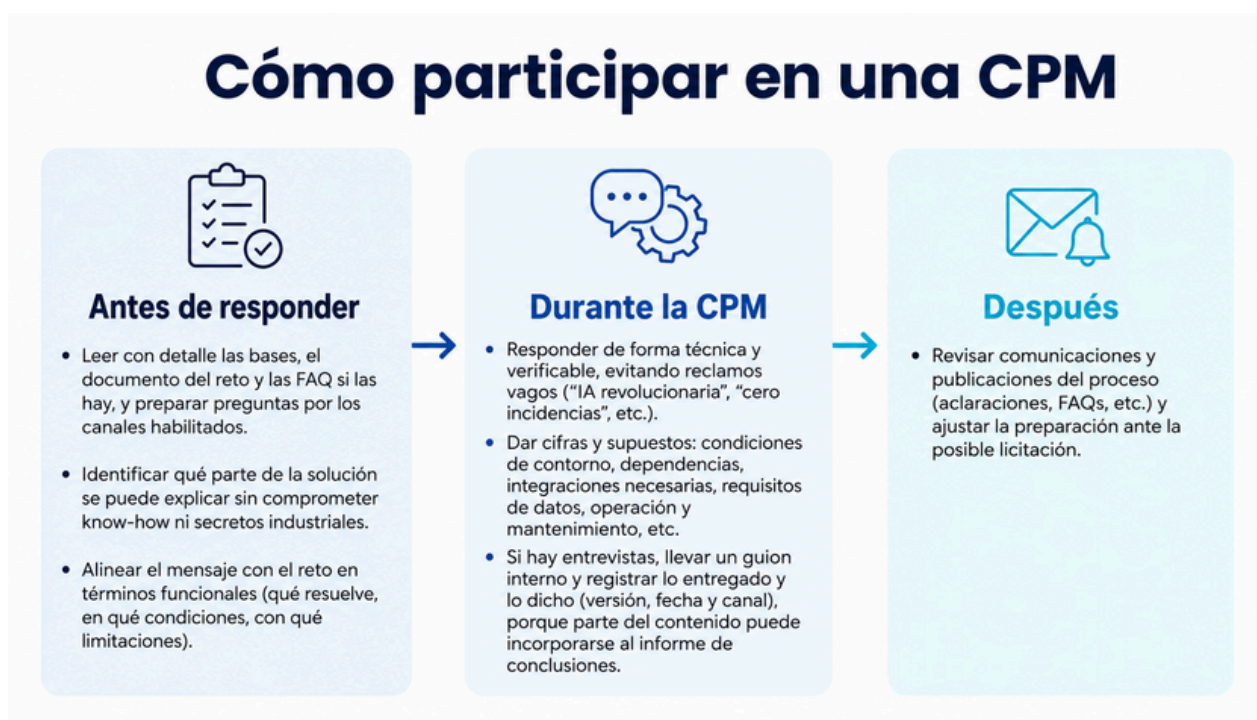 Cómo participar en una CPM
Antes de responder
• Leer con detalle las bases, el
documento del reto y las FAQ si las
hay, y preparar preguntas por los
canales habilitados.
• Identificar qué parte de la solución
se puede explicar sin comprometer
know-how ni secretos industriales.
• Alinear el mensaje con el reto en
términos funcionales (qué resuelve,
en qué condiciones, con qué
limitaciones).
Durante la CPM
• Responder de forma técnica y
verificable, evitando reclamos
vagos (“IA revolucionaria”, “cero
incidencias”, etc.).
• Dar cifras y supuestos: condiciones
de contorno, dependencias,
integraciones necesarias, requisitos
de datos, operación y
mantenimiento, etc.
• Si hay entrevistas, llevar un guion
interno y registrar lo entregado y
lo dicho (versión, fecha y canal),
porque parte del contenido puede
incorporarse al informe de
conclusiones.
Después
• Revisar comunicaciones y
publicaciones del proceso
(aclaraciones, FAQs, etc.) y
ajustar la preparación ante la
posible licitación.